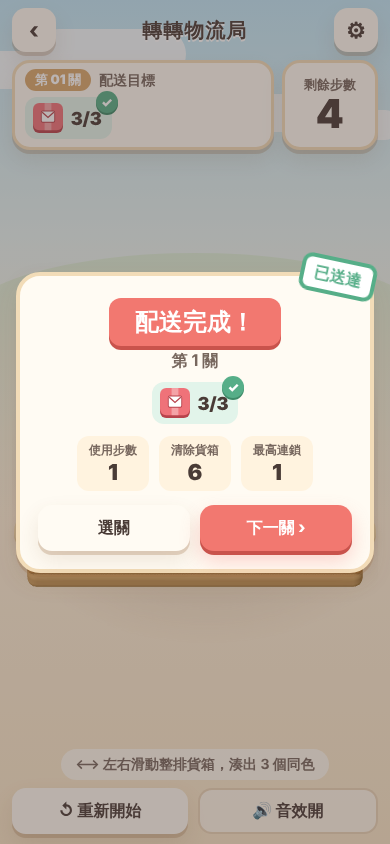 ‹
轉轉物流局
第 01 關
配送目標
3/3
剩餘步數
4
已送達
配送完成！
第 1 關
3/3
使用步數
1
清除貨箱
6
最高連鎖
1
選關
下一關 ›
↔ 左右滑動整排貨箱，湊出 3 個同色
重新開始
音效開